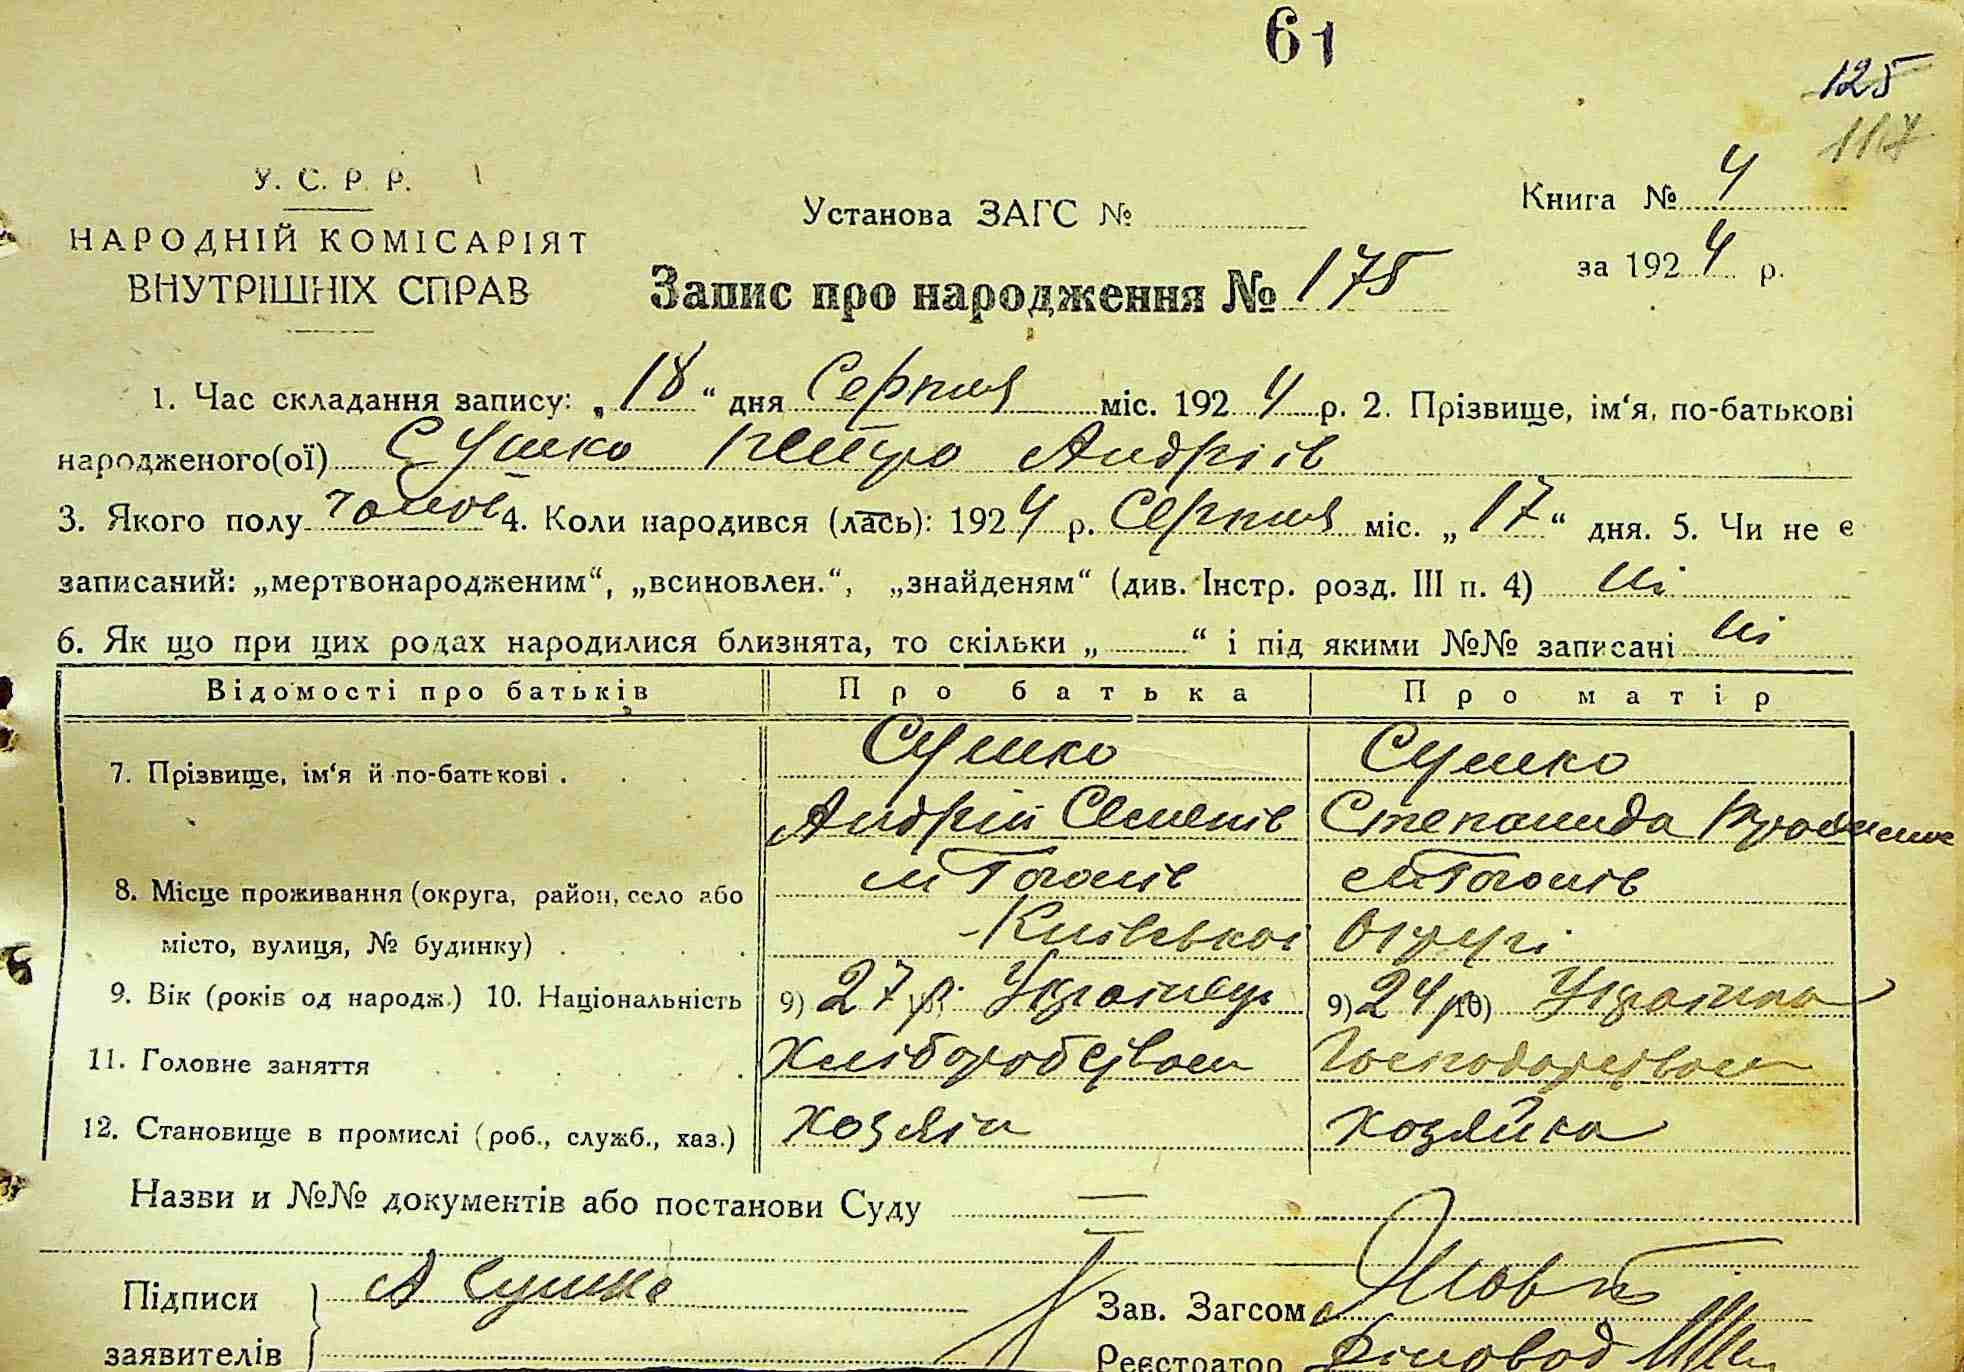 61
125
117
У. С. Р. Р.
НАРОДНІЙ КОМІСАРІЯТ
ВНУТРІШНІХ СПРАВ
Установа ЗАГС №
Книга № 4
за 1924 р.
Запис про народження № 175
1. Час складання запису: „18“ дня Серпня міс. 1924 р. 2. Прізвище, ім‘я, по-батькові
народженого(ої) Сушко Петро Андріїв
3. Якого полу чолов 4. Коли народився (лась): 1924 р. Серпня міс. „17“ дня. 5. Чи не є
записаний: „мертвонародженим“, „всиновлен.“, „знайденям“ (див. Інстр. розд. III п. 4) ні
6. Як що при цих родах народилися близнята, то скільки „ “ і під якими №№ записані ні
Відомості про батьків Про батька Про матір
7. Прізвище, ім‘я й по-батькові . Сушко Сушко
Андрій Семенів Степанида
8. Місце проживання (округа, район, село або м Гоголів м Гоголів
місто, вулиця, № будинку) Київської Округі
9. Вік (років од народж.) 10. Національність 9) 27 р. Українець 9) 24 р 10) Українка
11. Головне заняття Хліборобством Господарством
12. Становище в промислі (роб., служб., хаз.) хозяїн хозяйка
Назви и №№ документів або постанови Суду —
Підписи А Сушко Зав. Загсом
заявителів Реєстратор Діловод